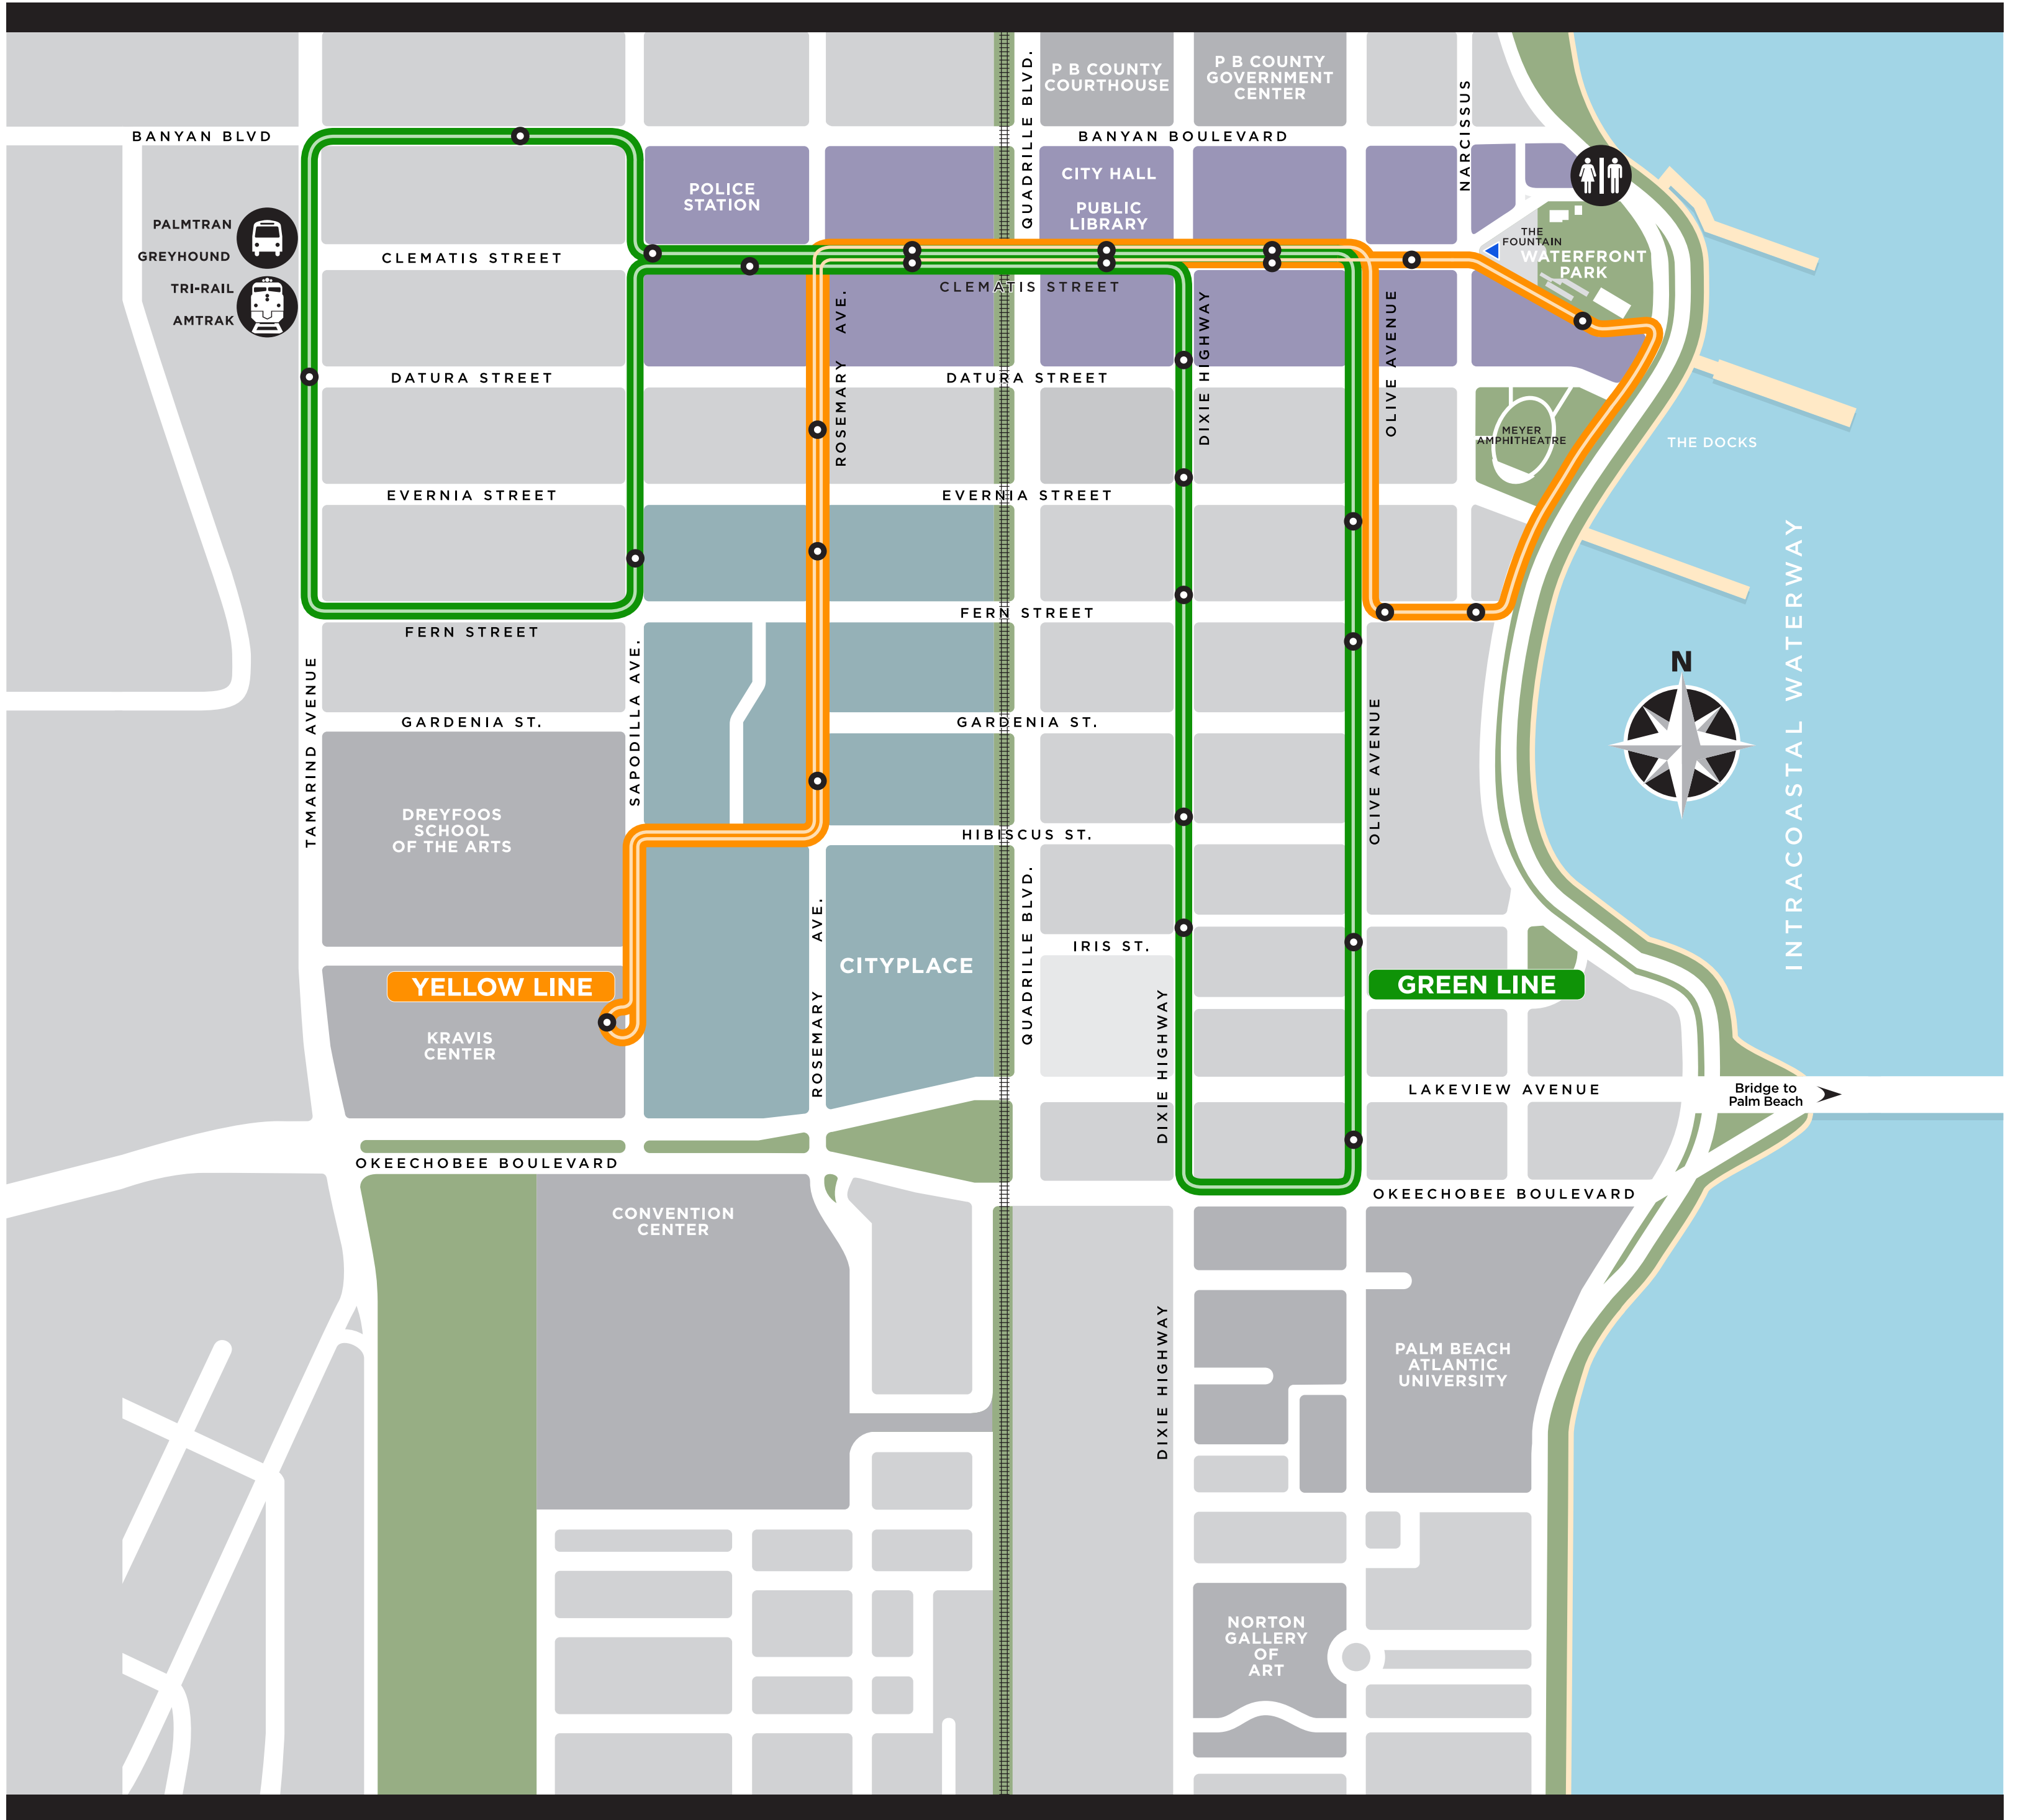 P B COUNTY
COURTHOUSE
P B COUNTY
GOVERNMENT
CENTER
QUADRILLE BLVD.
NARCISSUS
BANYAN BLVD
BANYAN BOULEVARD
POLICE
STATION
CITY HALL
PUBLIC
LIBRARY
PALMTRAN
GREYHOUND
TRI-RAIL
AMTRAK
CLEMATIS STREET
CLEMATIS STREET
THE
FOUNTAIN
WATERFRONT
PARK
ROSEMARY AVE.
DIXIE HIGHWAY
OLIVE AVENUE
DATURA STREET
DATURA STREET
MEYER
AMPHITHEATRE
THE DOCKS
EVERNIA STREET
EVERNIA STREET
FERN STREET
FERN STREET
INTRACOASTAL WATERWAY
N
TAMARIND AVENUE
SAPODILLA AVE.
GARDENIA ST.
GARDENIA ST.
OLIVE AVENUE
DREYFOOS
SCHOOL
OF THE ARTS
HIBISCUS ST.
ROSEMARY AVE.
QUADRILLE BLVD.
IRIS ST.
CITYPLACE
YELLOW LINE
GREEN LINE
KRAVIS
CENTER
DIXIE HIGHWAY
LAKEVIEW AVENUE
Bridge to
Palm Beach
OKEECHOBEE BOULEVARD
OKEECHOBEE BOULEVARD
CONVENTION
CENTER
DIXIE HIGHWAY
PALM BEACH
ATLANTIC
UNIVERSITY
NORTON
GALLERY
OF
ART